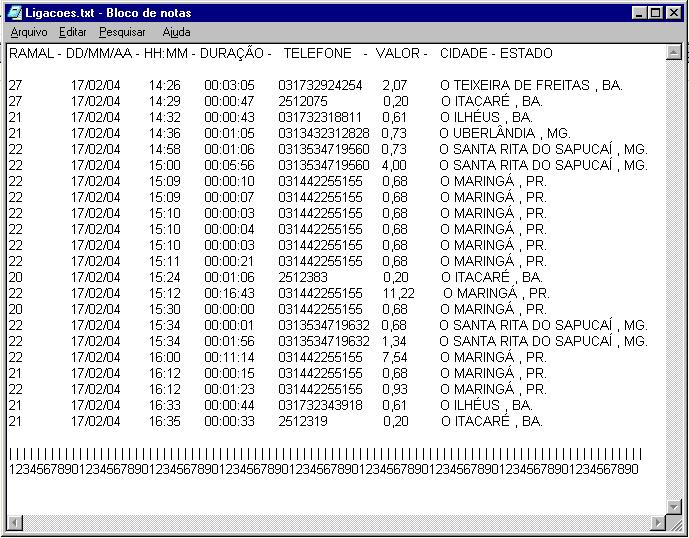 Ligacoes.txt - Bloco de notas
Arquivo Editar Pesquisar Ajuda
RAMAL - DD/MM/AA - HH:MM - DURAÇÃO - TELEFONE - VALOR - CIDADE - ESTADO
27 17/02/04 14:26 00:03:05 031732924254 2,07 O TEIXEIRA DE FREITAS , BA.
27 17/02/04 14:29 00:00:47 2512075 0,20 O ITACARÉ , BA.
21 17/02/04 14:32 00:00:43 031732318811 0,61 O ILHÉUS , BA.
21 17/02/04 14:36 00:01:05 0313432312828 0,73 O UBERLÂNDIA , MG.
22 17/02/04 14:58 00:01:06 0313534719560 0,73 O SANTA RITA DO SAPUCAÍ , MG.
22 17/02/04 15:00 00:05:56 0313534719560 4,00 O SANTA RITA DO SAPUCAÍ , MG.
22 17/02/04 15:09 00:00:10 031442255155 0,68 O MARINGÁ , PR.
22 17/02/04 15:09 00:00:07 031442255155 0,68 O MARINGÁ , PR.
22 17/02/04 15:10 00:00:03 031442255155 0,68 O MARINGÁ , PR.
22 17/02/04 15:10 00:00:04 031442255155 0,68 O MARINGÁ , PR.
22 17/02/04 15:10 00:00:03 031442255155 0,68 O MARINGÁ , PR.
22 17/02/04 15:11 00:00:21 031442255155 0,68 O MARINGÁ , PR.
20 17/02/04 15:24 00:01:06 2512383 0,20 O ITACARÉ , BA.
22 17/02/04 15:12 00:16:43 031442255155 11,22 O MARINGÁ , PR.
20 17/02/04 15:30 00:00:00 031442255155 0,68 O MARINGÁ , PR.
22 17/02/04 15:34 00:00:01 0313534719632 0,68 O SANTA RITA DO SAPUCAÍ , MG.
22 17/02/04 15:34 00:01:56 0313534719632 1,34 O SANTA RITA DO SAPUCAÍ , MG.
22 17/02/04 16:00 00:11:14 031442255155 7,54 O MARINGÁ , PR.
21 17/02/04 16:12 00:00:15 031442255155 0,68 O MARINGÁ , PR.
22 17/02/04 16:12 00:01:23 031442255155 0,93 O MARINGÁ , PR.
21 17/02/04 16:33 00:00:44 031732343918 0,61 O ILHÉUS , BA.
21 17/02/04 16:35 00:00:33 2512319 0,20 O ITACARÉ , BA.
| | | | | | | | | | | | | | | | | | | | | | | | | | | | | | | | | | | | | | | | | | | | | | | | | | | | | | | | | | | | | | | | | | | | | | | | | | | | | | | | | | | | | | | | | |
123456789012345678901234567890123456789012345678901234567890123456789012345678901234567890